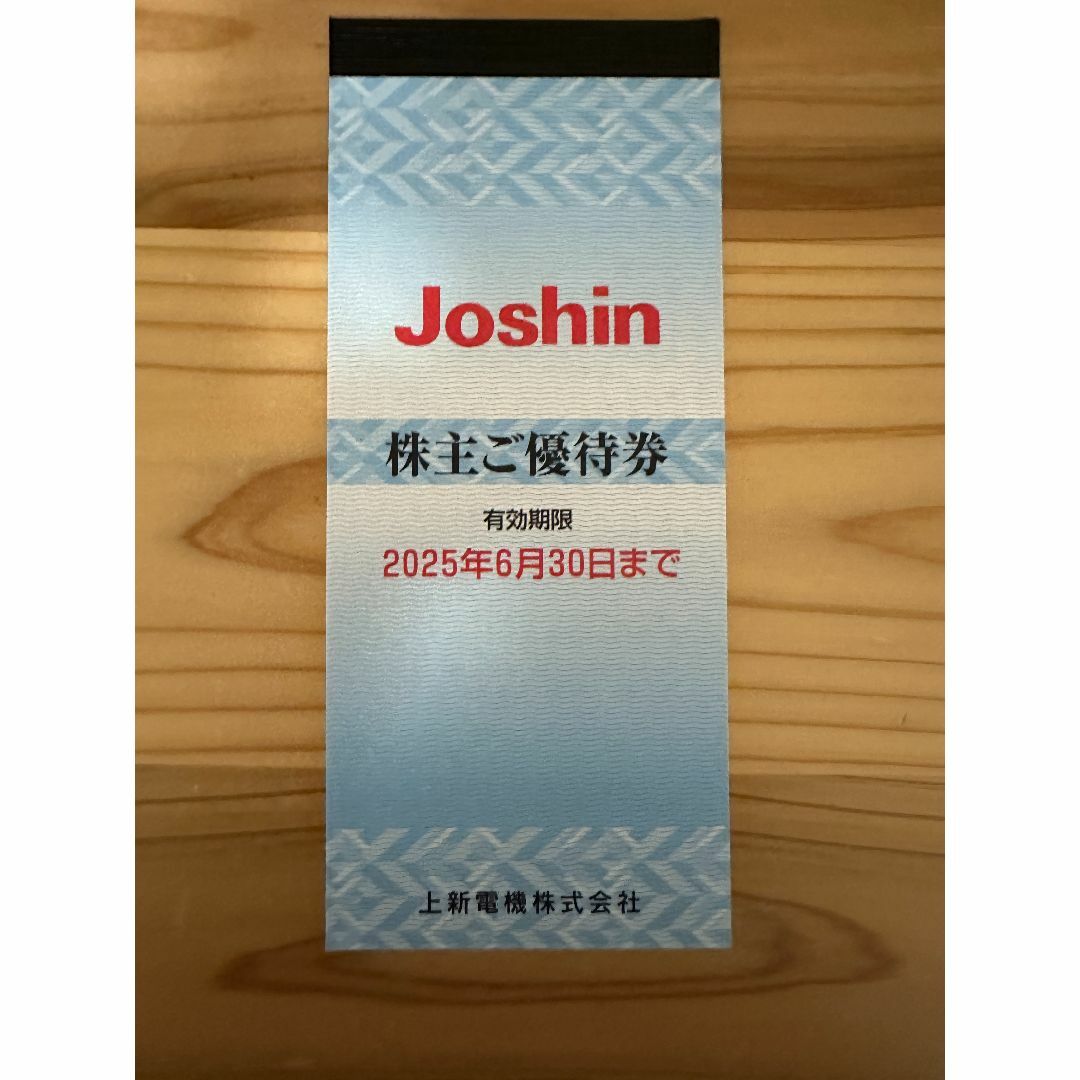 Joshin
株主ご優待券
有効期限
2025年6月30日まで
上新電機株式会社